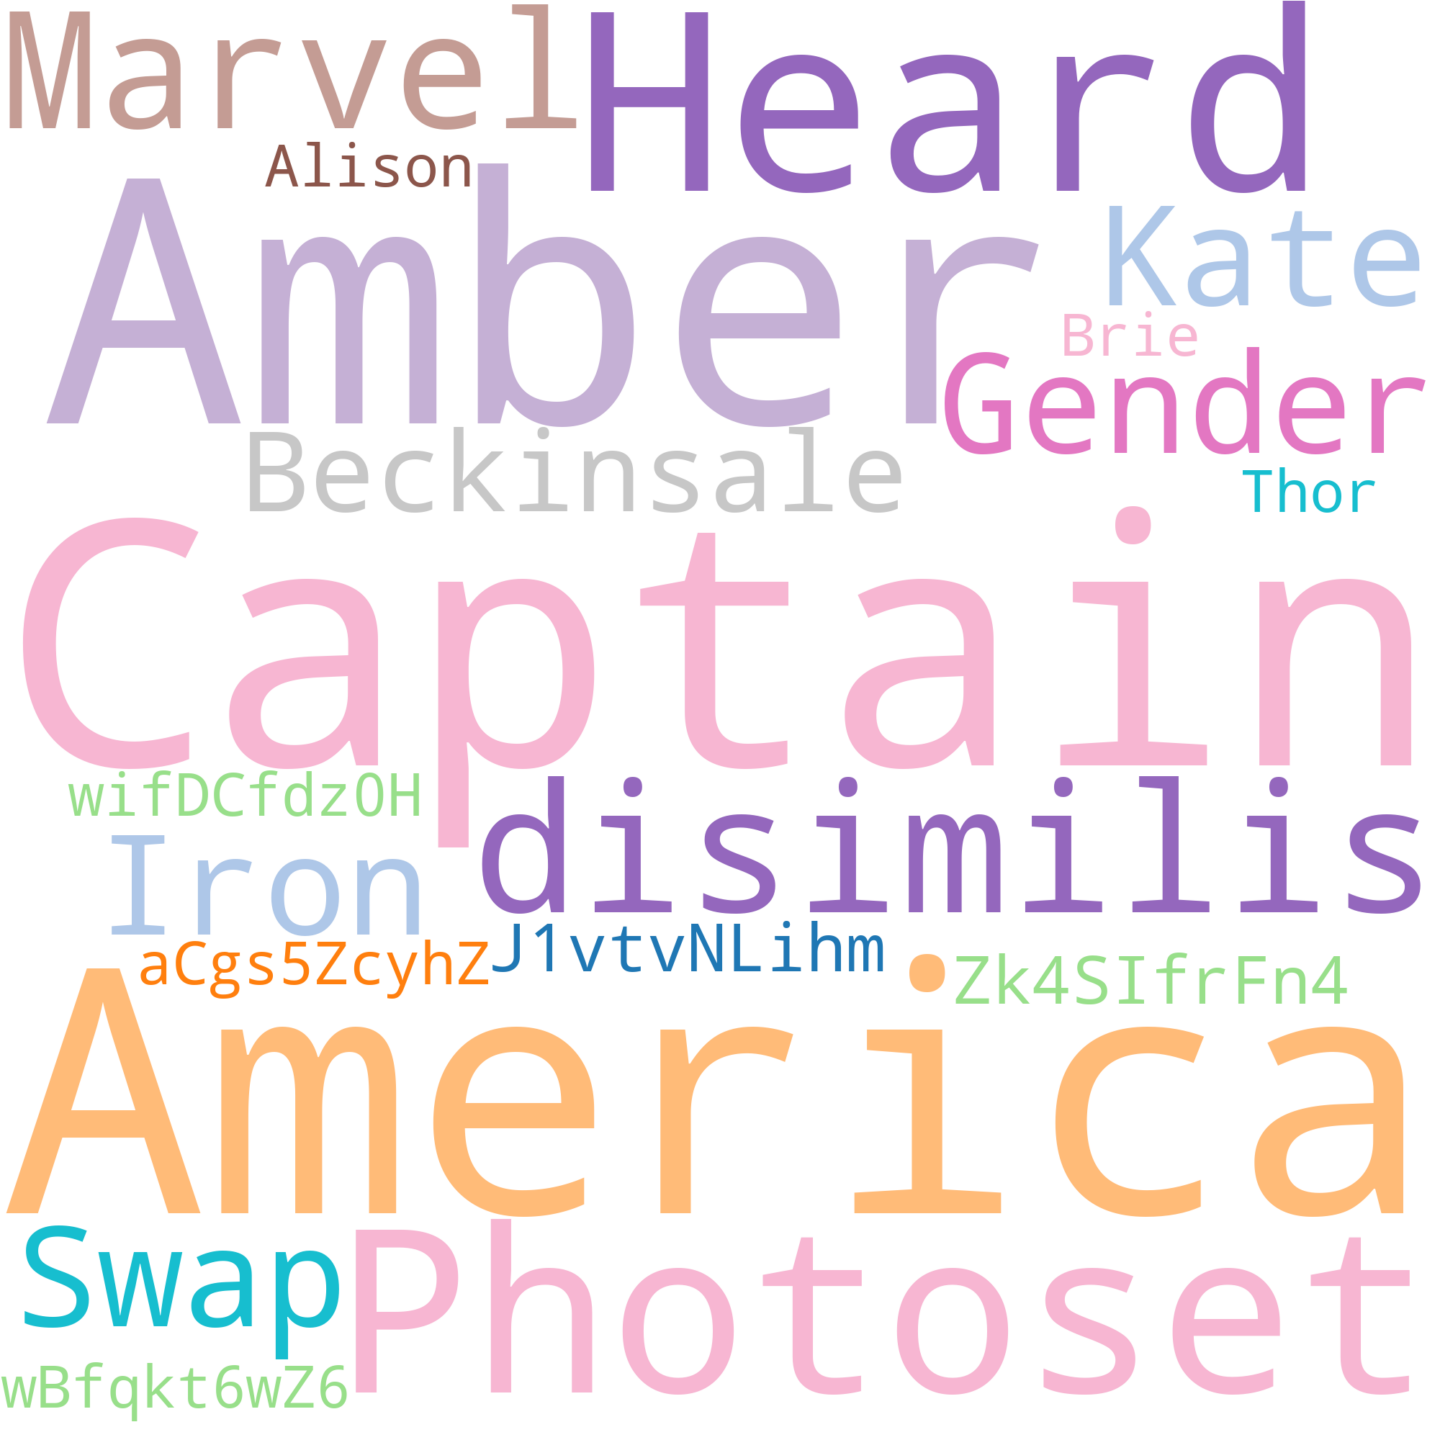 Marvel Heard
Alison
Amber
Kate
Brie
Gender
Beckinsale
Thor
Captain
wifDCfdz0H
disimilis
Iron
J1vtvNLihm
aCgs5ZcyhZ
Zk4SIfrFn4
America
Swap
Photoset
wBfqkt6wZ6